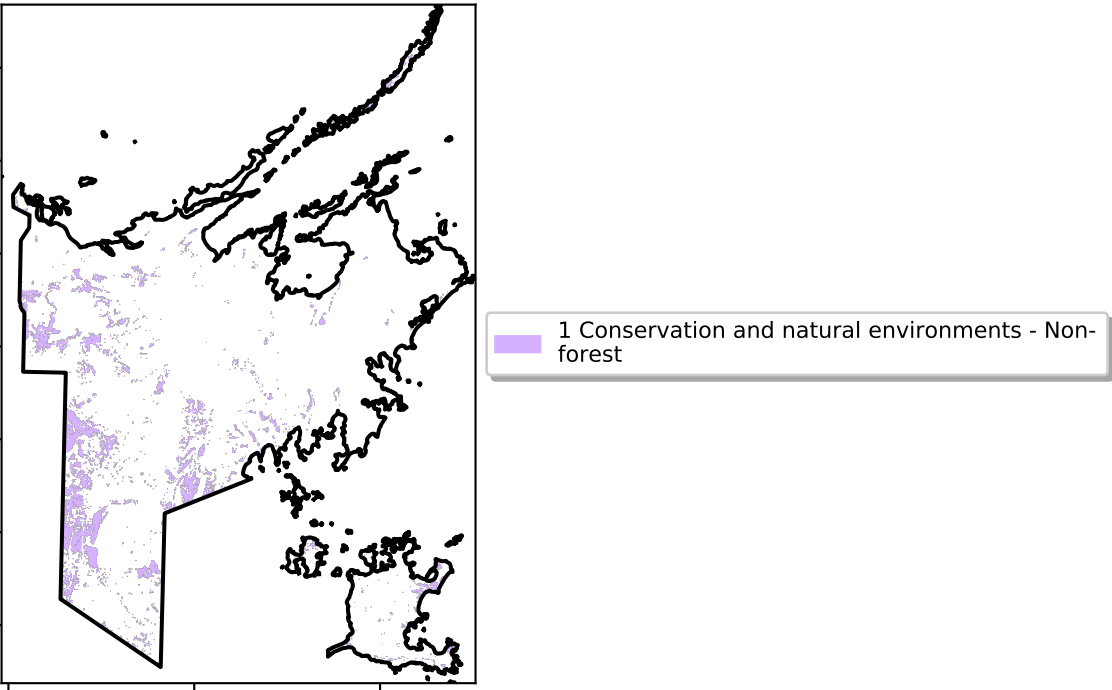 1 Conservation and natural environments - Non-
forest